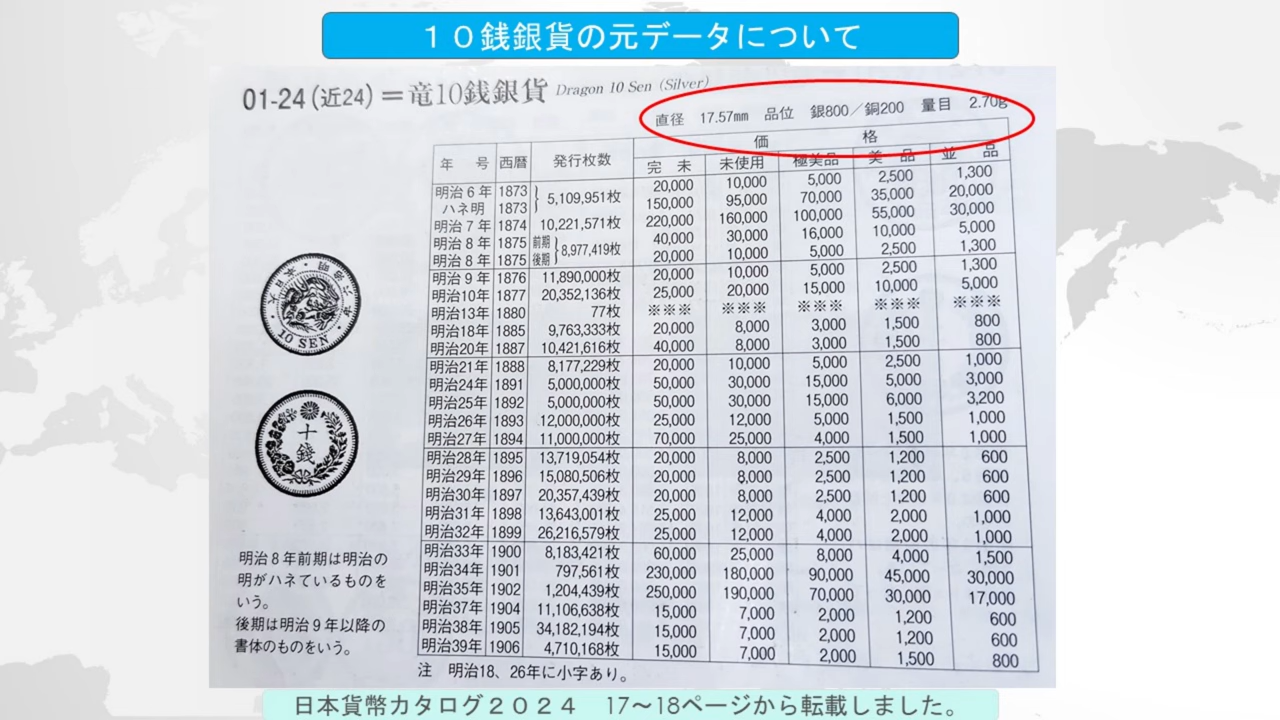 １０銭銀貨の元データについて
01-24(近24)＝竜10銭銀貨 Dragon 10 Sen (Silver)
直径 17.57㎜ 品位 銀800／銅200 量目 2.70g
価 格
年 号 西暦 発行枚数 完 未 未使用 極美品 美 品 並 品
明治６年 1873 5,109,951枚 20,000 10,000 5,000 2,500 1,300
ハネ明 1873 150,000 95,000 70,000 35,000 20,000
明治７年 1874 10,221,571枚 220,000 160,000 100,000 55,000 30,000
明治８年 1875 前期 8,977,419枚 40,000 30,000 16,000 10,000 5,000
明治８年 1875 後期 20,000 10,000 5,000 2,500 1,300
明治９年 1876 11,890,000枚 20,000 10,000 5,000 2,500 1,300
明治10年 1877 20,352,136枚 25,000 20,000 15,000 10,000 5,000
明治13年 1880 77枚 ※※※ ※※※ ※※※ ※※※ ※※※
明治18年 1885 9,763,333枚 20,000 8,000 3,000 1,500 800
明治20年 1887 10,421,616枚 40,000 8,000 3,000 1,500 800
明治21年 1888 8,177,229枚 20,000 10,000 5,000 2,500 1,000
明治24年 1891 5,000,000枚 50,000 30,000 15,000 5,000 3,000
明治25年 1892 5,000,000枚 50,000 30,000 15,000 6,000 3,200
明治26年 1893 12,000,000枚 25,000 12,000 5,000 1,500 1,000
明治27年 1894 11,000,000枚 70,000 25,000 4,000 1,500 1,000
明治28年 1895 13,719,054枚 20,000 8,000 2,500 1,200 600
明治29年 1896 15,080,506枚 20,000 8,000 2,500 1,200 600
明治30年 1897 20,357,439枚 20,000 8,000 2,500 1,200 600
明治31年 1898 13,643,001枚 25,000 12,000 4,000 2,000 1,000
明治32年 1899 26,216,579枚 25,000 12,000 4,000 2,000 1,000
明治33年 1900 8,183,421枚 60,000 25,000 8,000 4,000 1,500
明治34年 1901 797,561枚 230,000 180,000 90,000 45,000 30,000
明治35年 1902 1,204,439枚 250,000 190,000 70,000 30,000 17,000
明治37年 1904 11,106,638枚 15,000 7,000 2,000 1,200 600
明治38年 1905 34,182,194枚 15,000 7,000 2,000 1,200 600
明治39年 1906 4,710,168枚 15,000 7,000 2,000 1,500 800
注 明治18、26年に小字あり。
10 SEN
十
錢
明治８年前期は明治の
明がハネているものを
いう。
後期は明治９年以降の
書体のものをいう。
日本貨幣カタログ２０２４ 17〜18ページから転載しました。